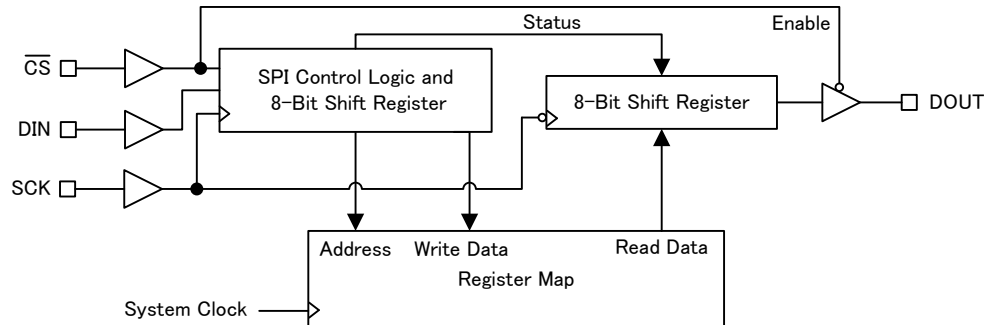 Status
Enable
CS
SPI Control Logic and
8-Bit Shift Register
8-Bit Shift Register
DOUT
DIN
SCK
Address
Write Data
Read Data
Register Map
System Clock